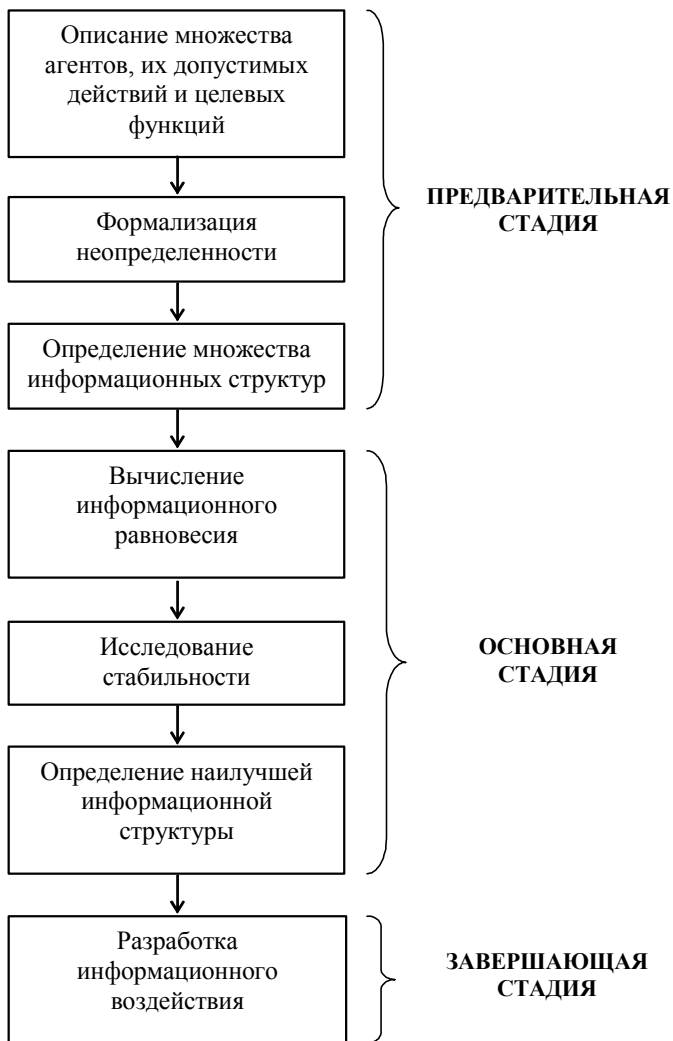 Описание множества
агентов, их допустимых
действий и целевых
функций
Формализация
неопределенности
Определение множества
информационных структур
ПРЕДВАРИТЕЛЬНАЯ
СТАДИЯ
Вычисление
информационного
равновесия
Исследование
стабильности
Определение наилучшей
информационной
структуры
ОСНОВНАЯ
СТАДИЯ
Разработка
информационного
воздействия
ЗАВЕРШАЮЩАЯ
СТАДИЯ